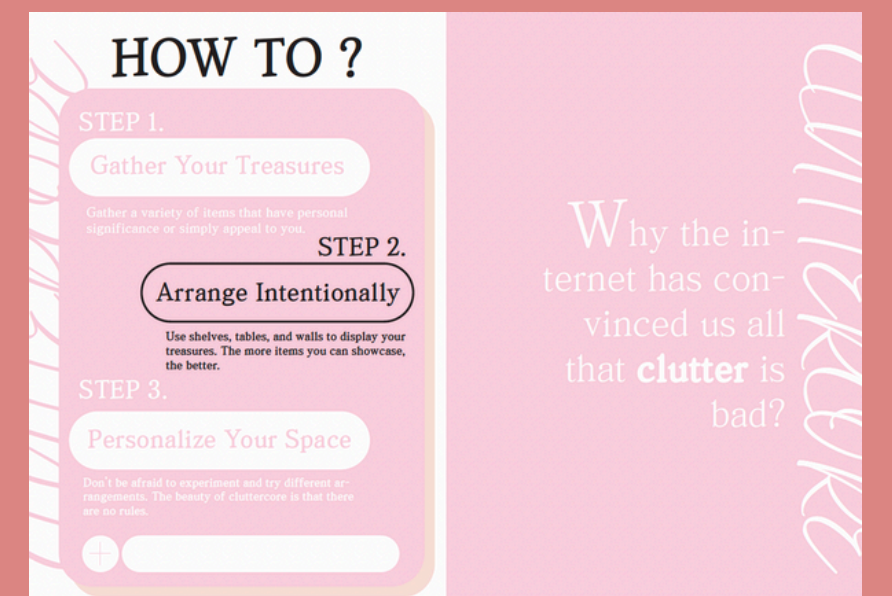 HOW TO ?
STEP 1.
Gather Your Treasures
Gather a variety of items that have personal
significance or simply appeal to you.
STEP 2.
Arrange Intentionally
Use shelves, tables, and walls to display your
treasures. The more items you can showcase,
the better.
STEP 3.
Personalize Your Space
Don't be afraid to experiment and try different ar-
rangements. The beauty of cluttercore is that there
are no rules.
Why the in-
ternet has con-
vinced us all
that clutter is
bad?